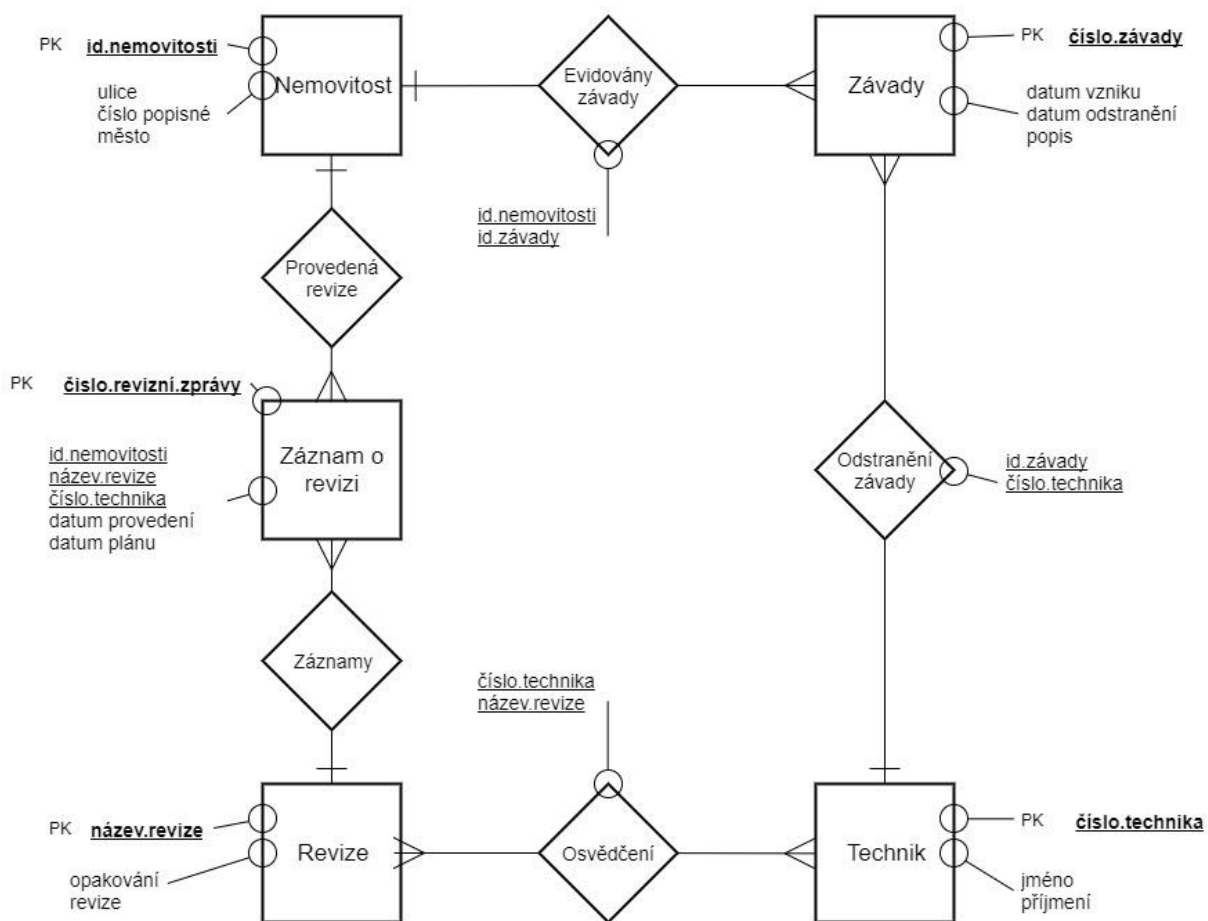 PK id.nemovitosti
ulice
číslo popisné
město
Nemovitost
Evidovány
závady
Závady
PK číslo.závady
datum vzniku
datum odstranění
popis
id.nemovitosti
id.závady
Provedená
revize
PK čislo.revizní.zprávy
id.nemovitosti
název.revize
číslo.technika
datum provedení
datum plánu
Záznam o
revizi
Odstranění
závady
id.závady
číslo.technika
Záznamy
číslo.technika
název.revize
PK název.revize
opakování
revize
Revize
Osvědčení
Technik
PK číslo.technika
jméno
příjmení